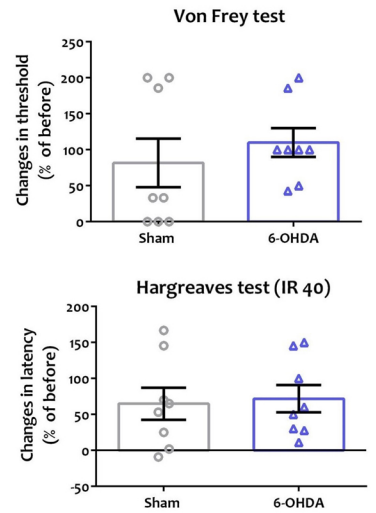 Von Frey test
Changes in threshold
(% of before)
250
200
150
100
50
0
Sham
6-OHDA
Hargreaves test (IR 40)
Changes in latency
(% of before)
200
150
100
50
0
-50
Sham
6-OHDA